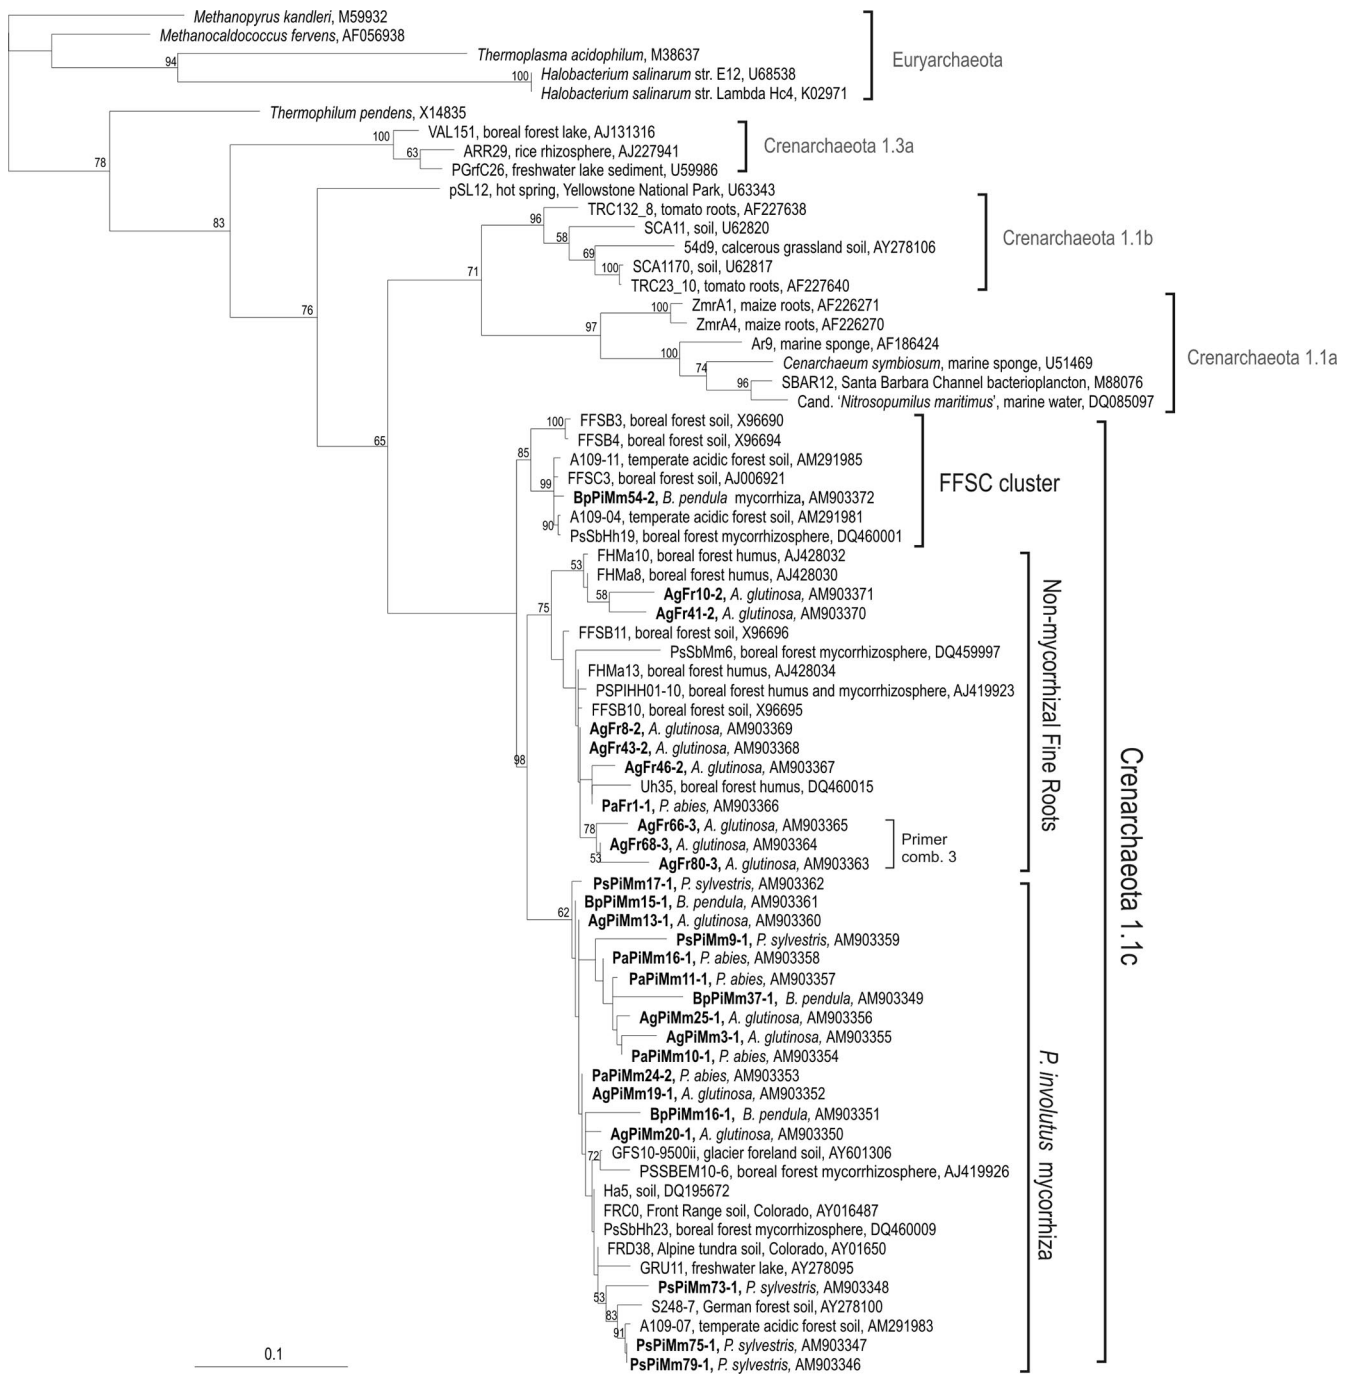 Methanopyrus kandleri, M59932
Methanocaldococcus fervens, AF056938
94
Thermoplasma acidophilum, M38637
100
Halobacterium salinarum str. E12, U68538
Halobacterium salinarum str. Lambda Hc4, K02971
Euryarchaeota
Thermophilum pendens, X14835
78
100
VAL151, boreal forest lake, AJ131316
63
ARR29, rice rhizosphere, AJ227941
PGrfC26, freshwater lake sediment, U59986
Crenarchaeota 1.3a
83
pSL12, hot spring, Yellowstone National Park, U63343
96
TRC132_8, tomato roots, AF227638
SCA11, soil, U62820
58
54d9, calcerous grassland soil, AY278106
69
100
SCA1170, soil, U62817
TRC23_10, tomato roots, AF227640
Crenarchaeota 1.1b
71
76
100
ZmrA1, maize roots, AF226271
ZmrA4, maize roots, AF226270
97
Ar9, marine sponge, AF186424
100
Cenarchaeum symbiosum, marine sponge, U51469
74
SBAR12, Santa Barbara Channel bacterioplancton, M88076
96
Cand. 'Nitrosopumilus maritimus', marine water, DQ085097
Crenarchaeota 1.1a
65
100
FFSB3, boreal forest soil, X96690
FFSB4, boreal forest soil, X96694
85
A109-11, temperate acidic forest soil, AM291985
FFSC3, boreal forest soil, AJ006921
99
BpPiMm54-2, B. pendula mycorrhiza, AM903372
A109-04, temperate acidic forest soil, AM291981
90
PsSbHh19, boreal forest mycorrhizosphere, DQ460001
FFSC cluster
FHMa10, boreal forest humus, AJ428032
53
FHMa8, boreal forest humus, AJ428030
58
AgFr10-2, A. glutinosa, AM903371
75
AgFr41-2, A. glutinosa, AM903370
FFSB11, boreal forest soil, X96696
PsSbMm6, boreal forest mycorrhizosphere, DQ459997
FHMa13, boreal forest humus, AJ428034
PSPIHH01-10, boreal forest humus and mycorrhizosphere, AJ419923
FFSB10, boreal forest soil, X96695
AgFr8-2, A. glutinosa, AM903369
AgFr43-2, A. glutinosa, AM903368
98
AgFr46-2, A. glutinosa, AM903367
Uh35, boreal forest humus, DQ460015
PaFr1-1, P. abies, AM903366
78
AgFr66-3, A. glutinosa, AM903365
AgFr68-3, A. glutinosa, AM903364
53
AgFr80-3, A. glutinosa, AM903363
Primer
comb. 3
Non-mycorrhizal Fine Roots
Crenarchaeota 1.1c
PsPiMm17-1, P. sylvestris, AM903362
BpPiMm15-1, B. pendula, AM903361
62
AgPiMm13-1, A. glutinosa, AM903360
PsPiMm9-1, P. sylvestris, AM903359
PaPiMm16-1, P. abies, AM903358
PaPiMm11-1, P. abies, AM903357
BpPiMm37-1, B. pendula, AM903349
AgPiMm25-1, A. glutinosa, AM903356
AgPiMm3-1, A. glutinosa, AM903355
PaPiMm10-1, P. abies, AM903354
PaPiMm24-2, P. abies, AM903353
AgPiMm19-1, A. glutinosa, AM903352
BpPiMm16-1, B. pendula, AM903351
AgPiMm20-1, A. glutinosa, AM903350
72
GFS10-9500ii, glacier foreland soil, AY601306
PSSBEM10-6, boreal forest mycorrhizosphere, AJ419926
Ha5, soil, DQ195672
FRC0, Front Range soil, Colorado, AY016487
PsSbHh23, boreal forest mycorrhizosphere, DQ460009
FRD38, Alpine tundra soil, Colorado, AY01650
GRU11, freshwater lake, AY278095
PsPiMm73-1, P. sylvestris, AM903348
53
S248-7, German forest soil, AY278100
83
A109-07, temperate acidic forest soil, AM291983
91
PsPiMm75-1, P. sylvestris, AM903347
PsPiMm79-1, P. sylvestris, AM903346
P. involutus mycorrhiza
0.1